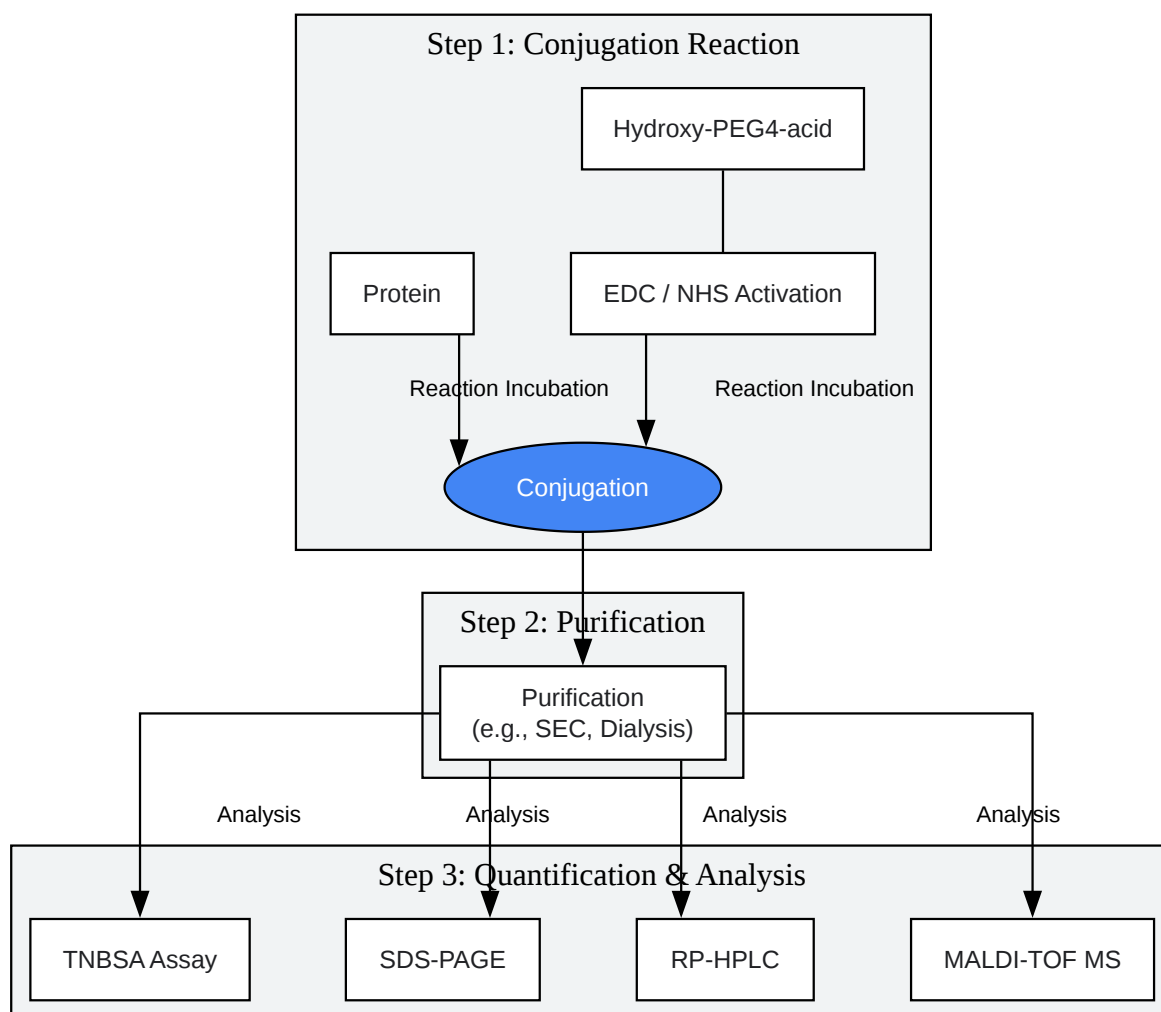 Step 1: Conjugation Reaction
Hydroxy-PEG4-acid
Protein
EDC / NHS Activation
Reaction Incubation
Reaction Incubation
Conjugation
Step 2: Purification
Purification
(e.g., SEC, Dialysis)
Analysis
Analysis
Analysis
Analysis
Step 3: Quantification & Analysis
TNBSA Assay
SDS-PAGE
RP-HPLC
MALDI-TOF MS